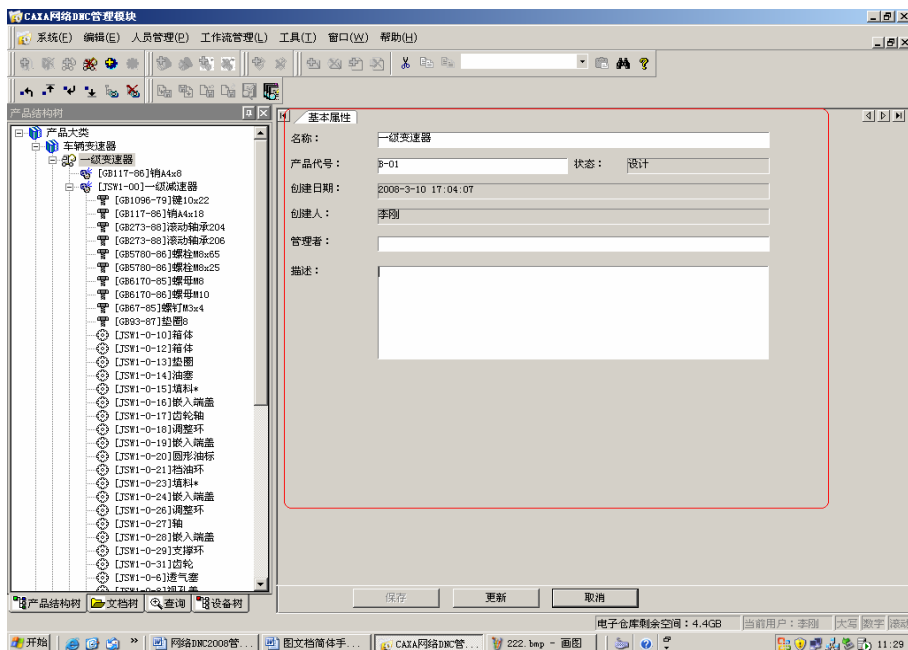 CAXA网络DNC管理模块
系统(F) 编辑(E) 人员管理(P) 工作流管理(L) 工具(T) 窗口(W) 帮助(H)
产品结构树
产品大类
车辆变速器
一级变速器
[GB117-86]销A4x8
[JSW1-00]一级减速器
[GB1096-79]键10x22
[GB117-86]销A4x18
[GB273-88]滚动轴承204
[GB273-88]滚动轴承206
[GB5780-86]螺栓M8x65
[GB5780-86]螺栓M8x25
[GB6170-85]螺母M8
[GB6170-86]螺母M10
[GB67-85]螺钉M3x4
[GB93-87]垫圈8
[JSW1-0-10]箱体
[JSW1-0-12]箱体
[JSW1-0-13]垫圈
[JSW1-0-14]油塞
[JSW1-0-15]填料*
[JSW1-0-16]嵌入端盖
[JSW1-0-17]齿轮轴
[JSW1-0-18]调整环
[JSW1-0-19]嵌入端盖
[JSW1-0-20]圆形油标
[JSW1-0-21]档油环
[JSW1-0-23]填料*
[JSW1-0-24]嵌入端盖
[JSW1-0-26]调整环
[JSW1-0-27]轴
[JSW1-0-28]嵌入端盖
[JSW1-0-29]支撑环
[JSW1-0-31]齿轮
[JSW1-0-6]透气塞
产品结构树 文档树 查询 设备树
基本属性
名称： 一级变速器
产品代号： B-01 状态： 设计
创建日期： 2008-3-10 17:04:07
创建人： 李刚
管理者：
描述：
保存 更新 取消
电子仓库剩余空间：4.4GB 当前用户：李刚 大写 数字 滚动
开始 » 网络DNC2008管... 图文档简体手... CAXA网络DNC管... 222.bmp - 画图 11:29